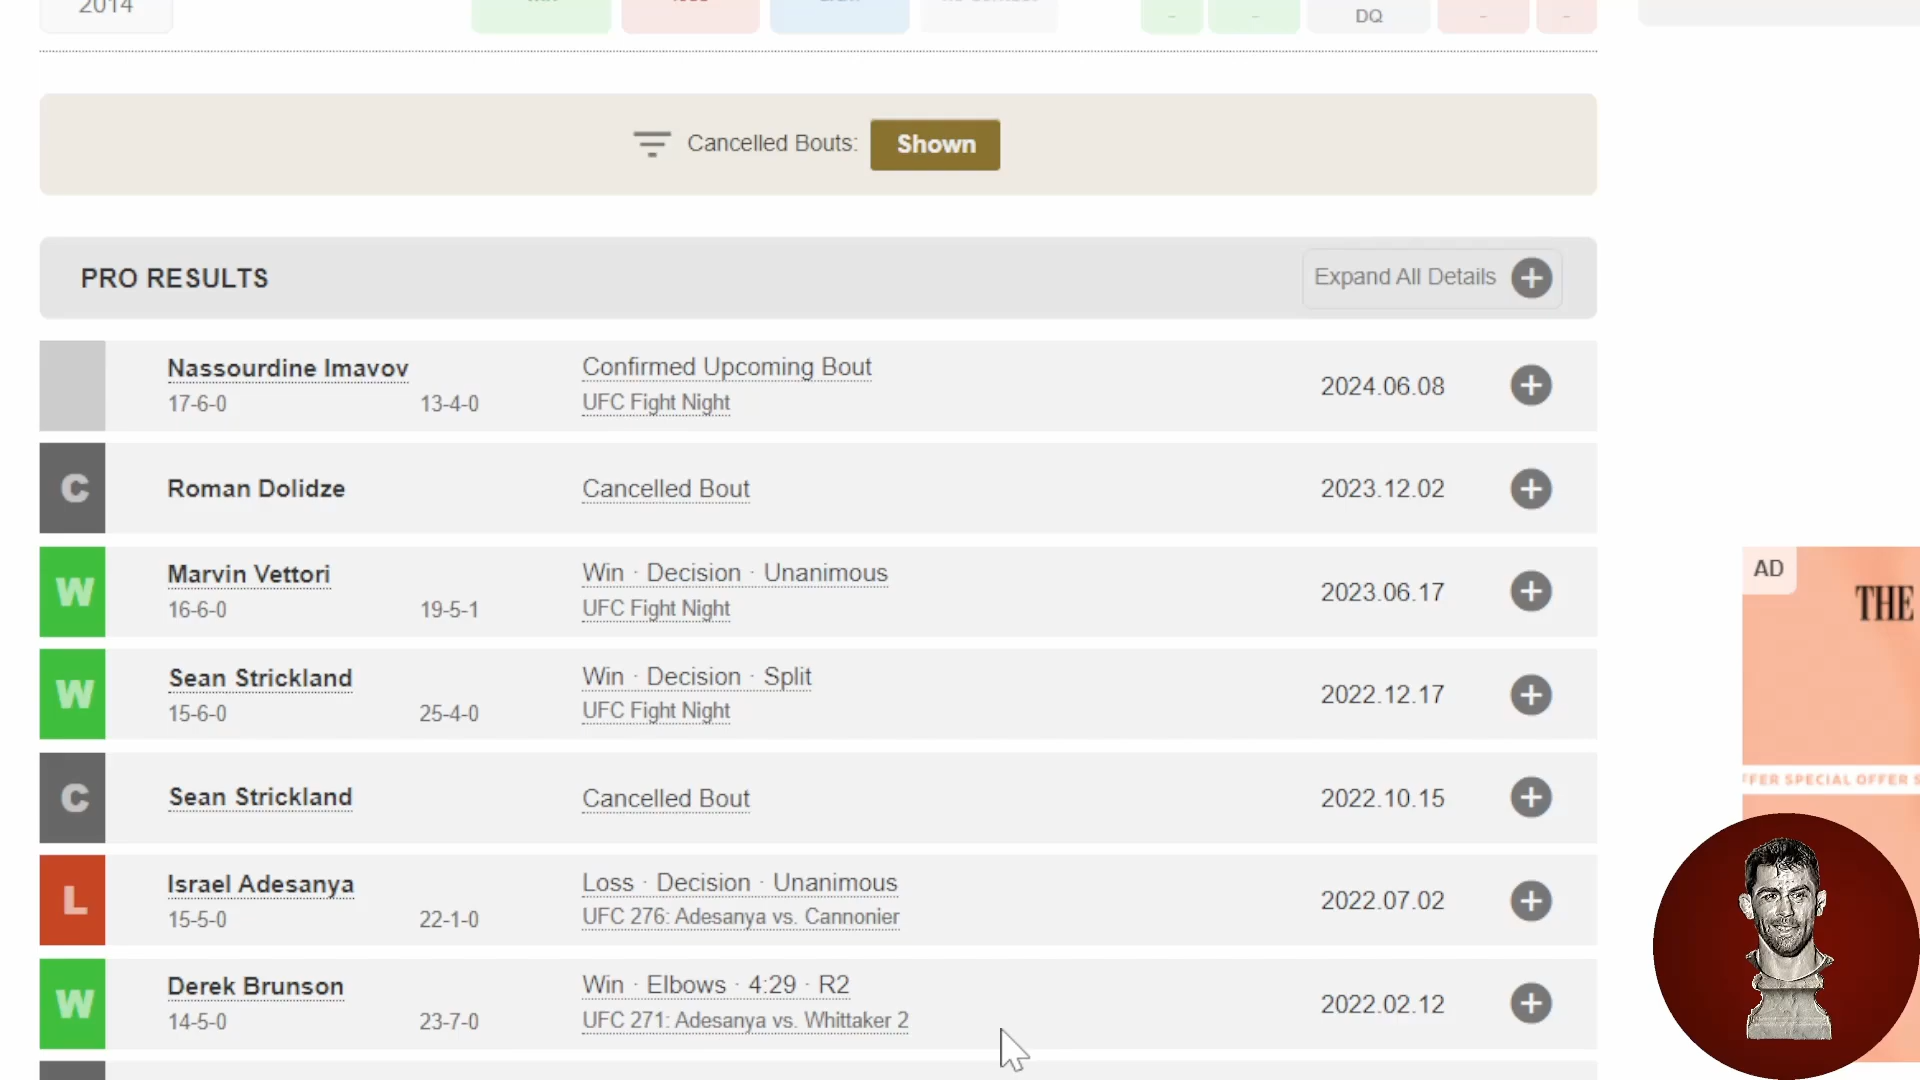 2014
DQ
Cancelled Bouts: Shown
PRO RESULTS
Expand All Details
Nassourdine Imavov
17-6-0 13-4-0
Confirmed Upcoming Bout
UFC Fight Night
2024.06.08
C
Roman Dolidze
Cancelled Bout
2023.12.02
W
Marvin Vettori
16-6-0 19-5-1
Win · Decision · Unanimous
UFC Fight Night
2023.06.17
W
Sean Strickland
15-6-0 25-4-0
Win · Decision · Split
UFC Fight Night
2022.12.17
C
Sean Strickland
Cancelled Bout
2022.10.15
L
Israel Adesanya
15-5-0 22-1-0
Loss · Decision · Unanimous
UFC 276: Adesanya vs. Cannonier
2022.07.02
W
Derek Brunson
14-5-0 23-7-0
Win · Elbows · 4:29 · R2
UFC 271: Adesanya vs. Whittaker 2
2022.02.12
AD
THE
SPECIAL OFFER